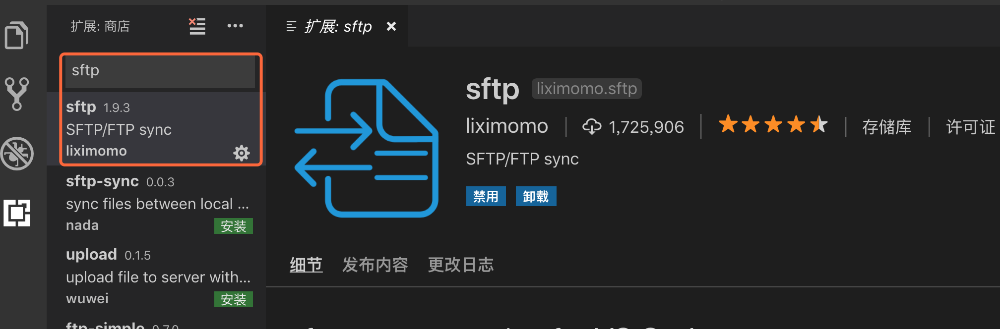 扩展: 商店
sftp
sftp 1.9.3
SFTP/FTP sync
liximomo
sftp-sync 0.0.3
sync files between local ...
nada
安装
upload 0.1.5
upload file to server with...
wuwei
安装
ftp-simple 0.7.0
扩展: sftp
sftp liximomo.sftp
liximomo | 1,725,906 | | 存储库 | 许可证
SFTP/FTP sync
禁用 卸载
细节 发布内容 更改日志